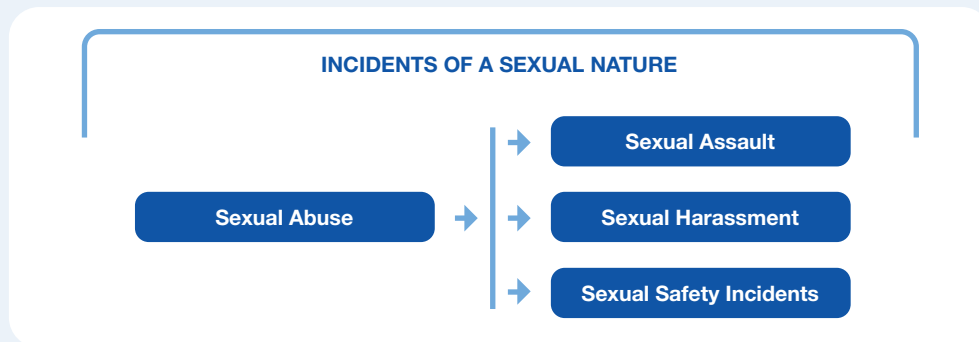 INCIDENTS OF A SEXUAL NATURE
Sexual Abuse
Sexual Assault
Sexual Harassment
Sexual Safety Incidents